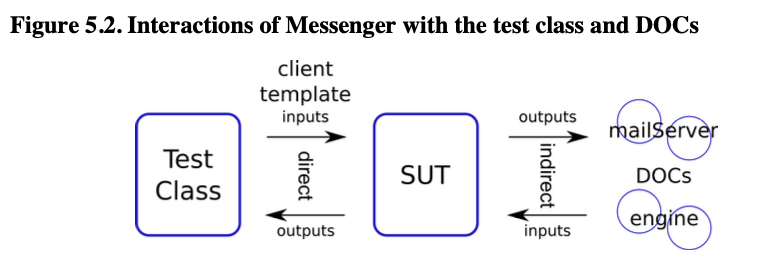 Figure 5.2. Interactions of Messenger with the test class and DOCs
client
template
inputs
outputs
mailServer
Test
Class
direct
SUT
indirect
DOCs
engine
outputs
inputs